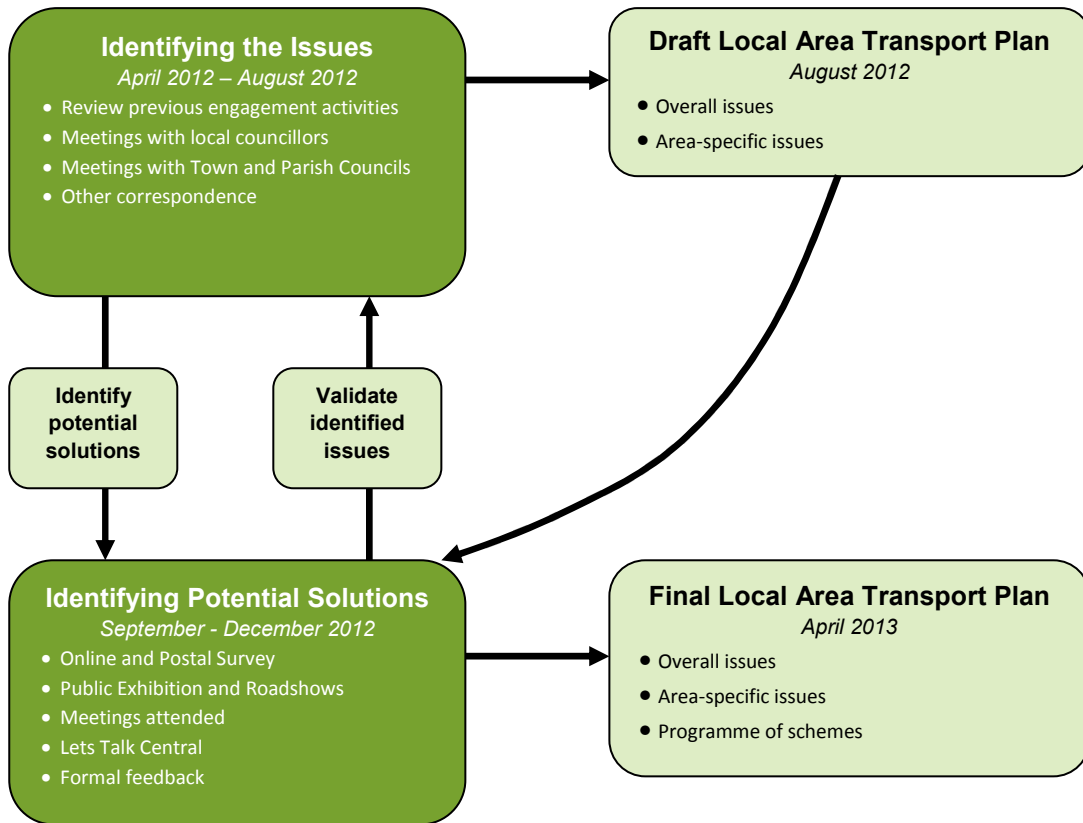 Identifying the Issues
April 2012 – August 2012
• Review previous engagement activities
• Meetings with local councillors
• Meetings with Town and Parish Councils
• Other correspondence
Draft Local Area Transport Plan
August 2012
• Overall issues
• Area-specific issues
Identify
potential
solutions
Validate
identified
issues
Identifying Potential Solutions
September - December 2012
• Online and Postal Survey
• Public Exhibition and Roadshows
• Meetings attended
• Lets Talk Central
• Formal feedback
Final Local Area Transport Plan
April 2013
• Overall issues
• Area-specific issues
• Programme of schemes